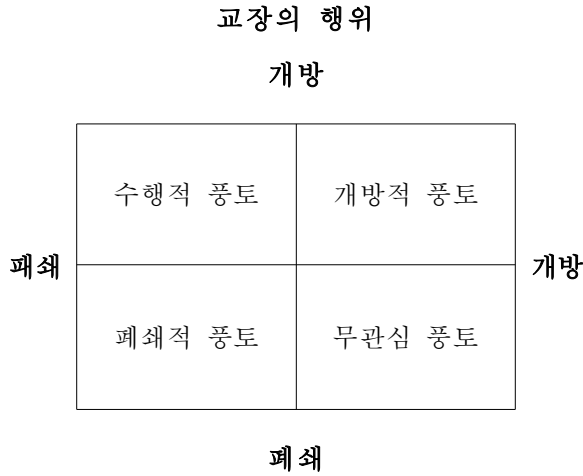 교장의 행위
개방
수행적 풍토 개방적 풍토
패쇄 개방
폐쇄적 풍토 무관심 풍토
폐쇄